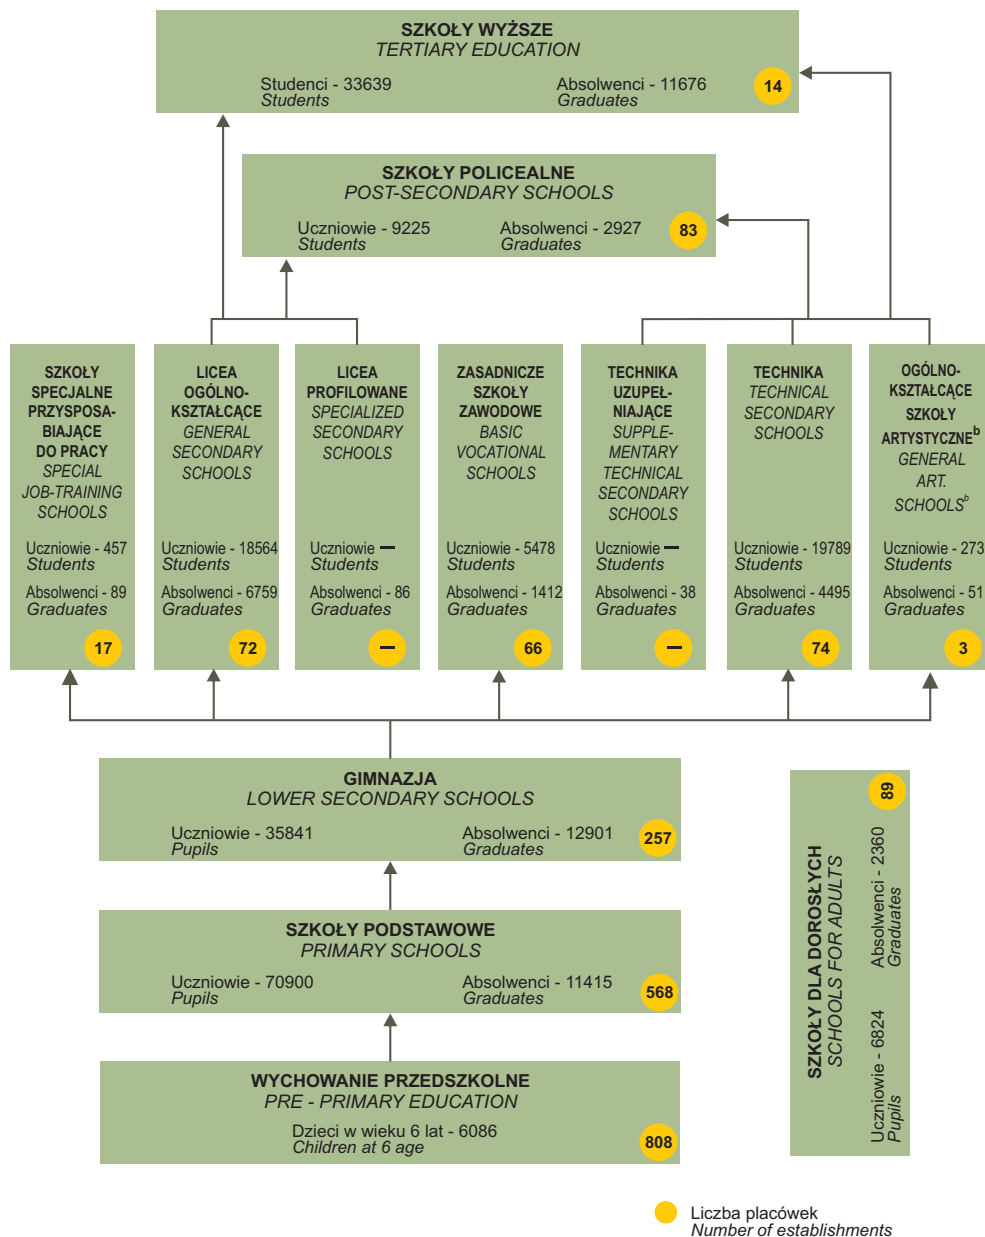 SZKOŁY WYŻSZE
TERTIARY EDUCATION
Studenci - 33639
Students
Absolwenci - 11676
Graduates
14
SZKOŁY POLICEALNE
POST-SECONDARY SCHOOLS
Uczniowie - 9225
Students
Absolwenci - 2927
Graduates
83
SZKOŁY
SPECJALNE
PRZYSPOSA-
BIAJĄCE
DO PRACY
SPECIAL
JOB-TRAINING
SCHOOLS
Uczniowie - 457
Students
Absolwenci - 89
Graduates
17
LICEA
OGÓLNO-
KSZTAŁCĄCE
GENERAL
SECONDARY
SCHOOLS
Uczniowie - 18564
Students
Absolwenci - 6759
Graduates
72
LICEA
PROFILOWANE
SPECIALIZED
SECONDARY
SCHOOLS
Uczniowie —
Students
Absolwenci - 86
Graduates
—
ZASADNICZE
SZKOŁY
ZAWODOWE
BASIC
VOCATIONAL
SCHOOLS
Uczniowie - 5478
Students
Absolwenci - 1412
Graduates
66
TECHNIKA
UZUPEŁ-
NIAJĄCE
SUPPLE-
MENTARY
TECHNICAL
SECONDARY
SCHOOLS
Uczniowie —
Students
Absolwenci - 38
Graduates
—
TECHNIKA
TECHNICAL
SECONDARY
SCHOOLS
Uczniowie - 19789
Students
Absolwenci - 4495
Graduates
74
OGÓLNO-
KSZTAŁCĄCE
SZKOŁY
ARTYSTYCZNE b
GENERAL
ART.
SCHOOLS b
Uczniowie - 273
Students
Absolwenci - 51
Graduates
3
GIMNAZJA
LOWER SECONDARY SCHOOLS
Uczniowie - 35841
Pupils
Absolwenci - 12901
Graduates
257
SZKOŁY PODSTAWOWE
PRIMARY SCHOOLS
Uczniowie - 70900
Pupils
Absolwenci - 11415
Graduates
568
WYCHOWANIE PRZEDSZKOLNE
PRE - PRIMARY EDUCATION
Dzieci w wieku 6 lat - 6086
Children at 6 age
808
SZKOŁY DLA DOROSŁYCH
SCHOOLS FOR ADULTS
Uczniowie - 6824
Pupils
Absolwenci - 2360
Graduates
89
Liczba placówek
Number of establishments